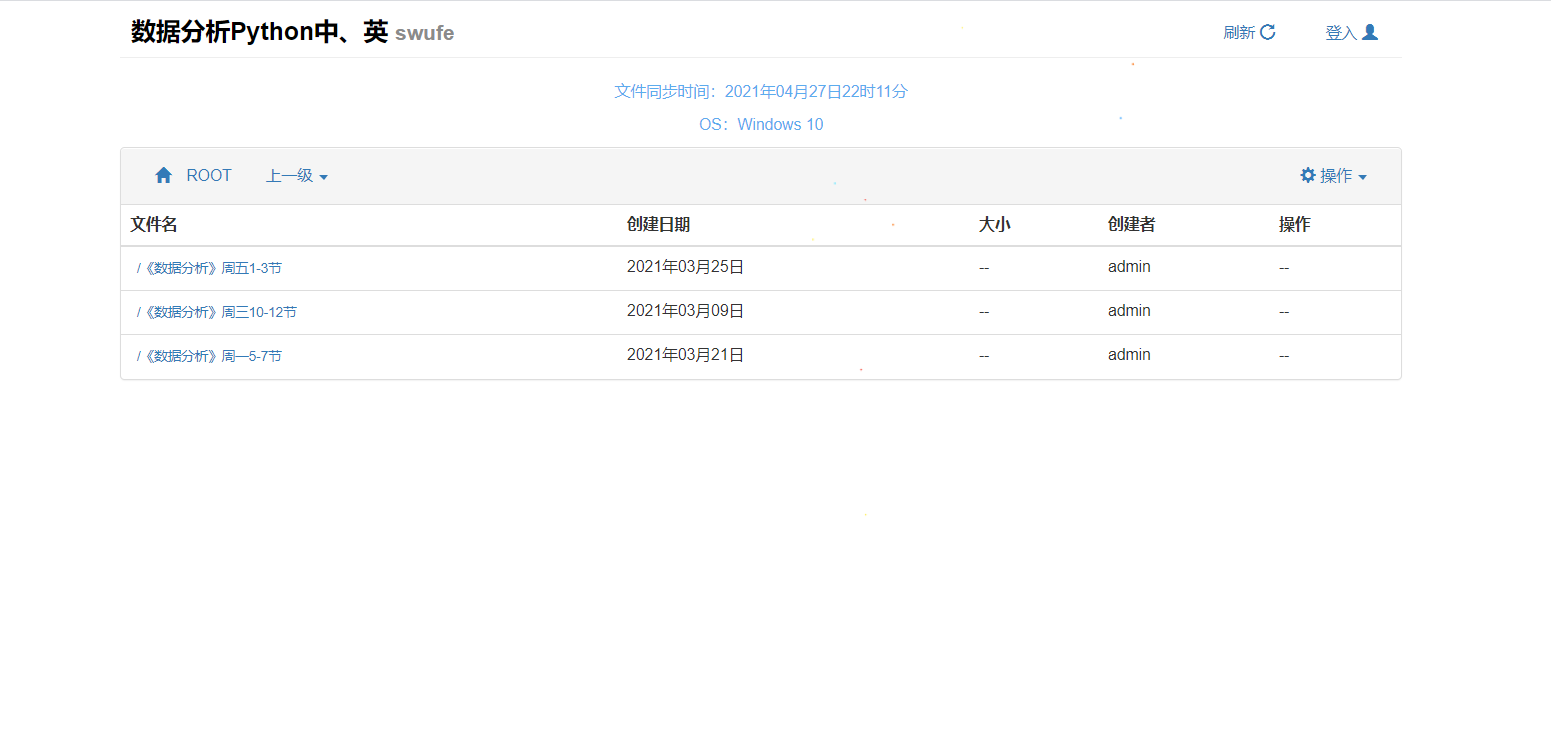 数据分析Python中、英 swufe 刷新 登入
文件同步时间：2021年04月27日22时11分
OS：Windows 10
ROOT 上一级 操作
文件名 创建日期 大小 创建者 操作
/《数据分析》周五1-3节 2021年03月25日 -- admin --
/《数据分析》周三10-12节 2021年03月09日 -- admin --
/《数据分析》周一5-7节 2021年03月21日 -- admin --